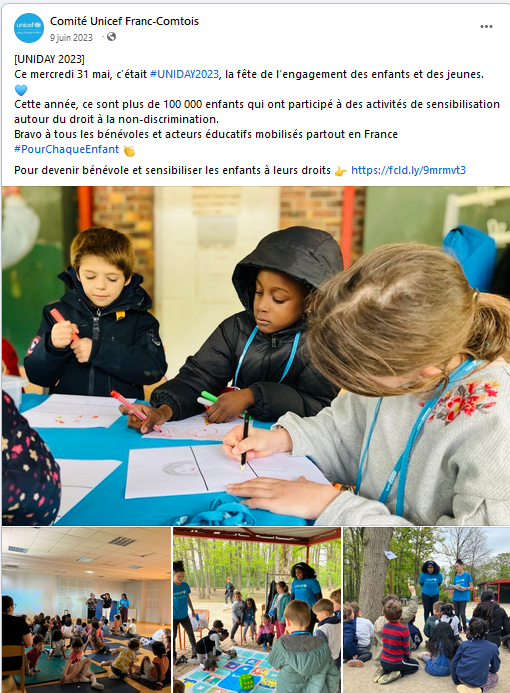 unicef
Comité Unicef Franc-Comtois
9 juin 2023 ·
[UNIDAY 2023]
Ce mercredi 31 mai, c'était #UNIDAY2023, la fête de l'engagement des enfants et des jeunes.
💙
Cette année, ce sont plus de 100 000 enfants qui ont participé à des activités de sensibilisation
autour du droit à la non-discrimination.
Bravo à tous les bénévoles et acteurs éducatifs mobilisés partout en France
#PourChaqueEnfant 👏
Pour devenir bénévole et sensibiliser les enfants à leurs droits 👉 https://fcld.ly/9mrmvt3